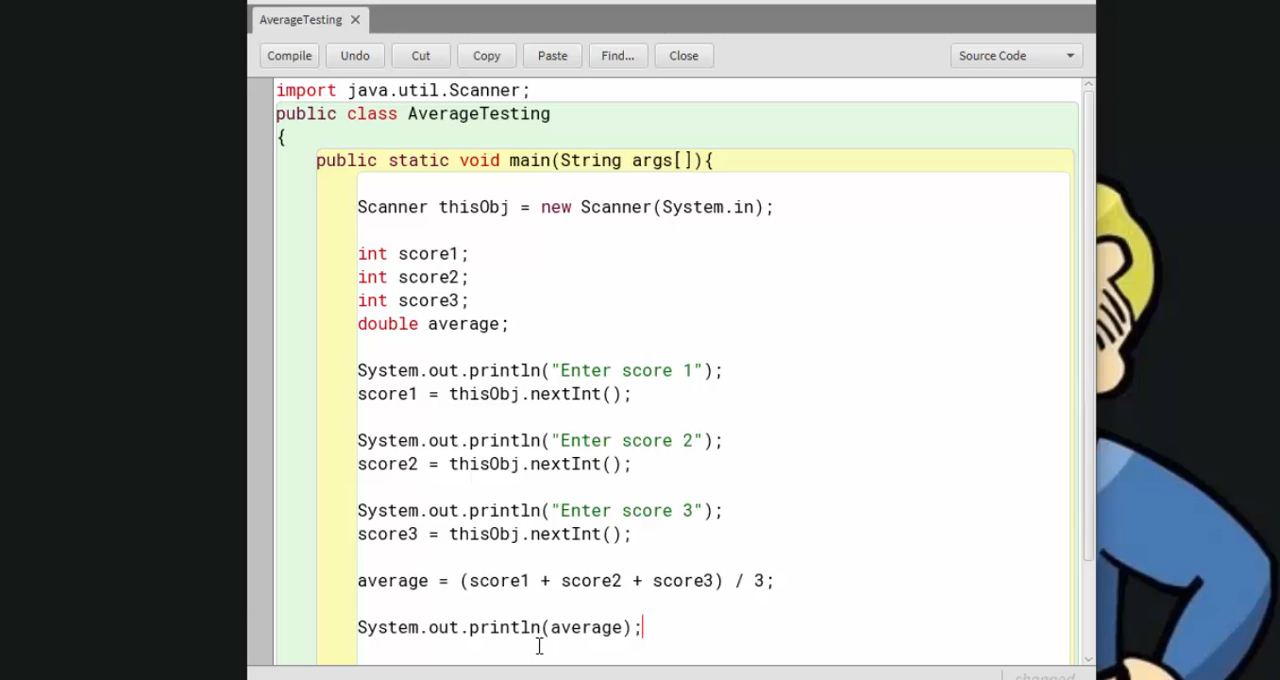 AverageTesting ✕
Compile Undo Cut Copy Paste Find... Close Source Code
import java.util.Scanner;
public class AverageTesting
{
public static void main(String args[]){
Scanner thisObj = new Scanner(System.in);
int score1;
int score2;
int score3;
double average;
System.out.println("Enter score 1");
score1 = thisObj.nextInt();
System.out.println("Enter score 2");
score2 = thisObj.nextInt();
System.out.println("Enter score 3");
score3 = thisObj.nextInt();
average = (score1 + score2 + score3) / 3;
System.out.println(average);
changed